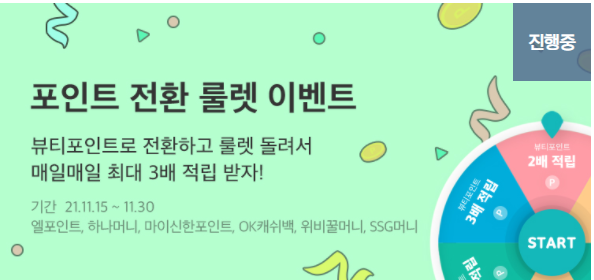 진행중
포인트 전환 룰렛 이벤트
뷰티포인트로 전환하고 룰렛 돌려서
매일매일 최대 3배 적립 받자!
기간 21.11.15 ~ 11.30
엘포인트, 하나머니, 마이신한포인트, OK캐쉬백, 위비꿀머니, SSG머니
뷰티포인트
2배 적립
P
뷰티포인트
3배 적립
P
START
적립
P